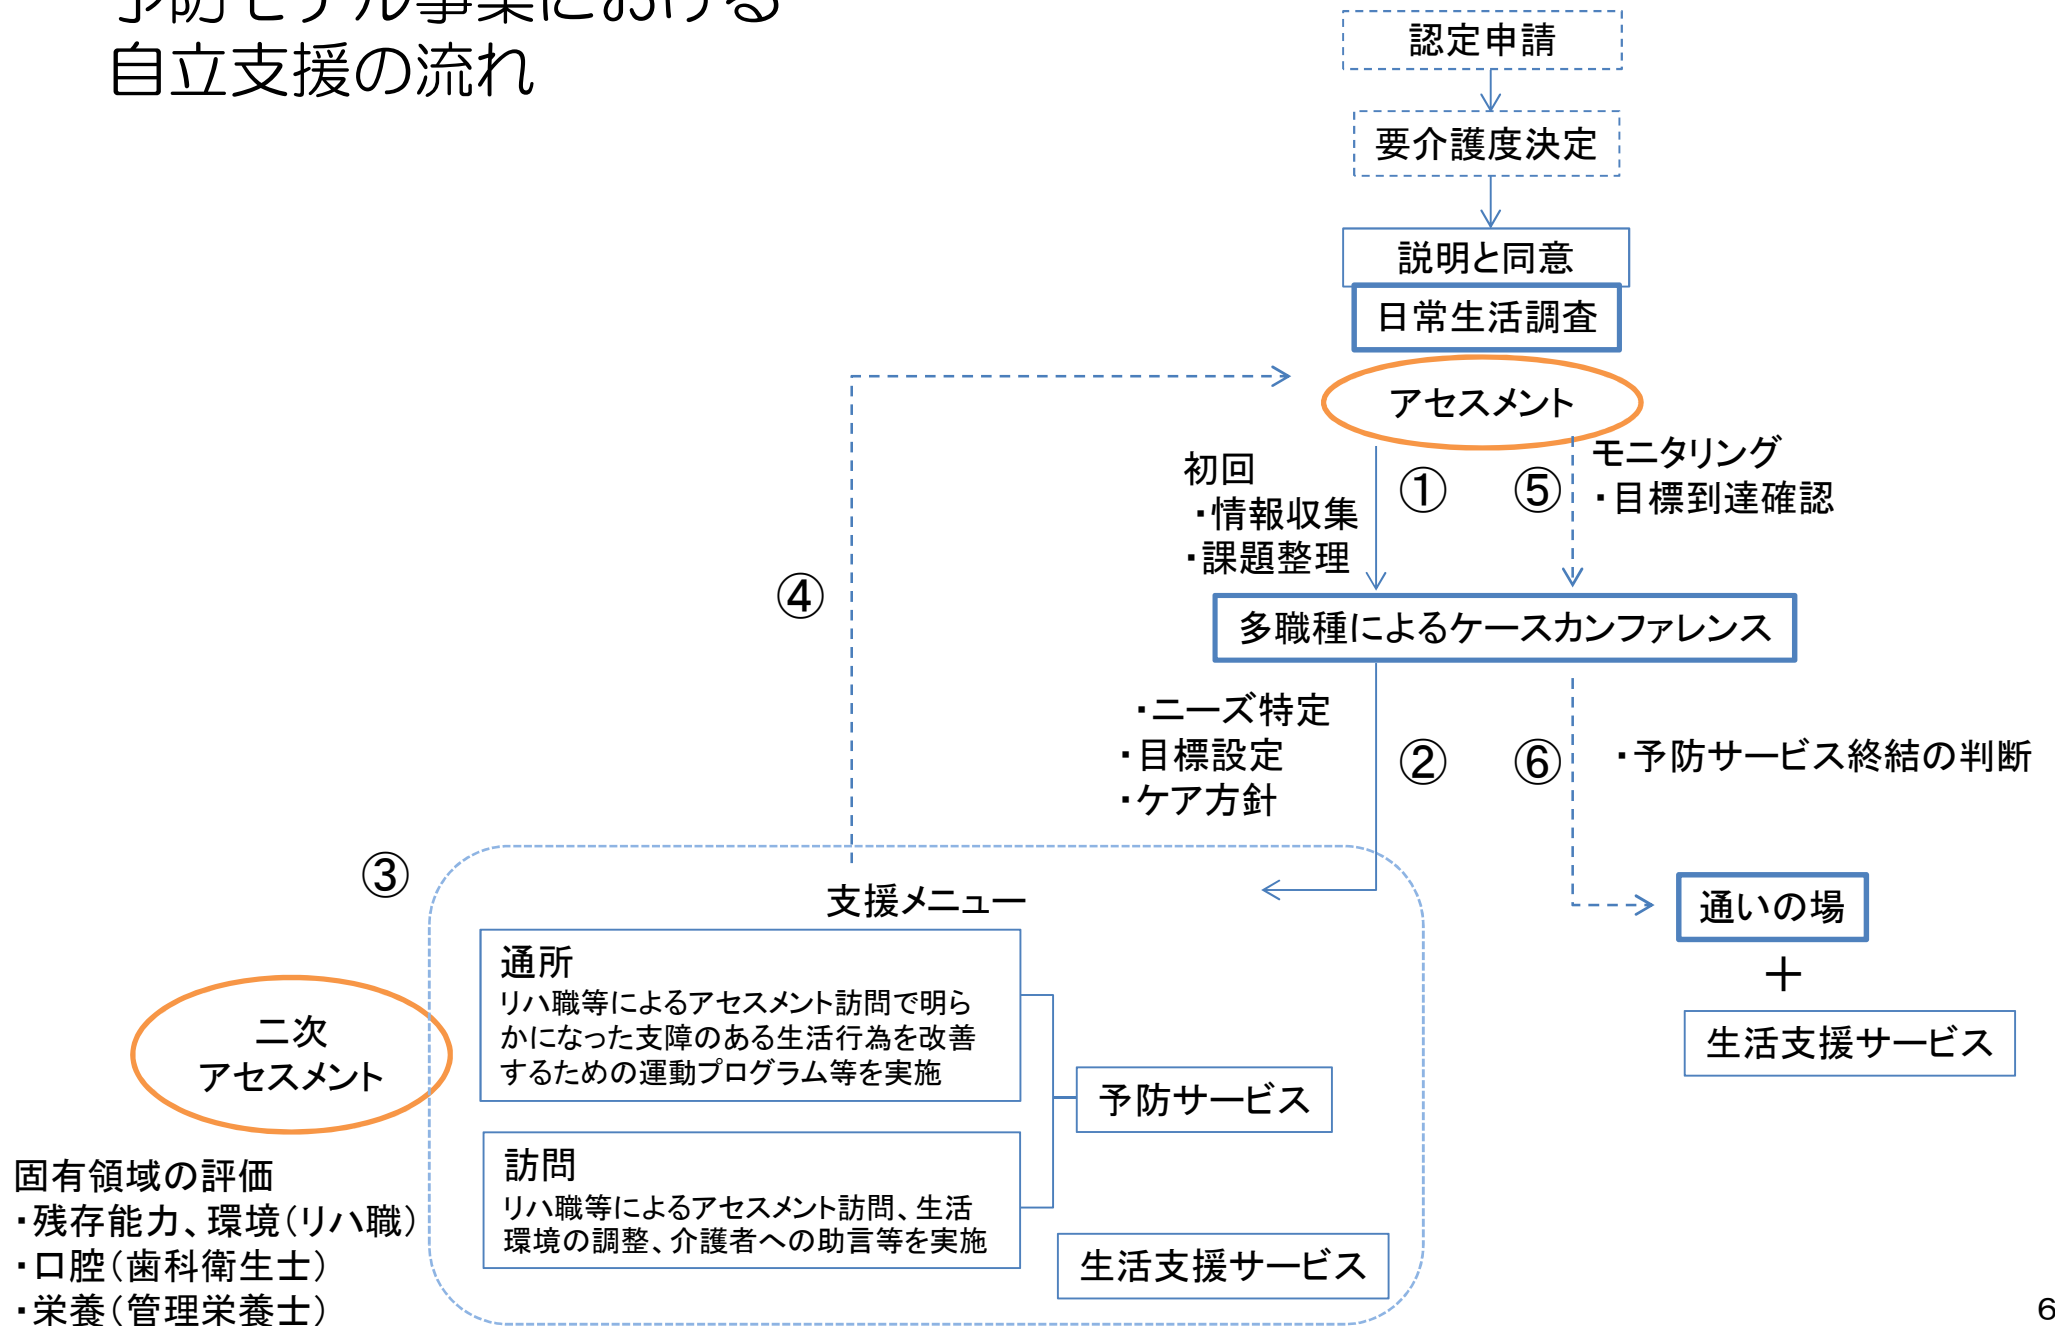 予防モデル事業における
自立支援の流れ
認定申請
要介護度決定
説明と同意
日常生活調査
アセスメント
初回
・情報収集
・課題整理
①
⑤
モニタリング
・目標到達確認
④
多職種によるケースカンファレンス
・ニーズ特定
・目標設定
・ケア方針
②
⑥
・予防サービス終結の判断
③
支援メニュー
通いの場
＋
生活支援サービス
通所
リハ職等によるアセスメント訪問で明ら
かになった支障のある生活行為を改善
するための運動プログラム等を実施
二次
アセスメント
予防サービス
訪問
リハ職等によるアセスメント訪問、生活
環境の調整、介護者への助言等を実施
生活支援サービス
固有領域の評価
・残存能力、環境（リハ職）
・口腔（歯科衛生士）
・栄養（管理栄養士）
6